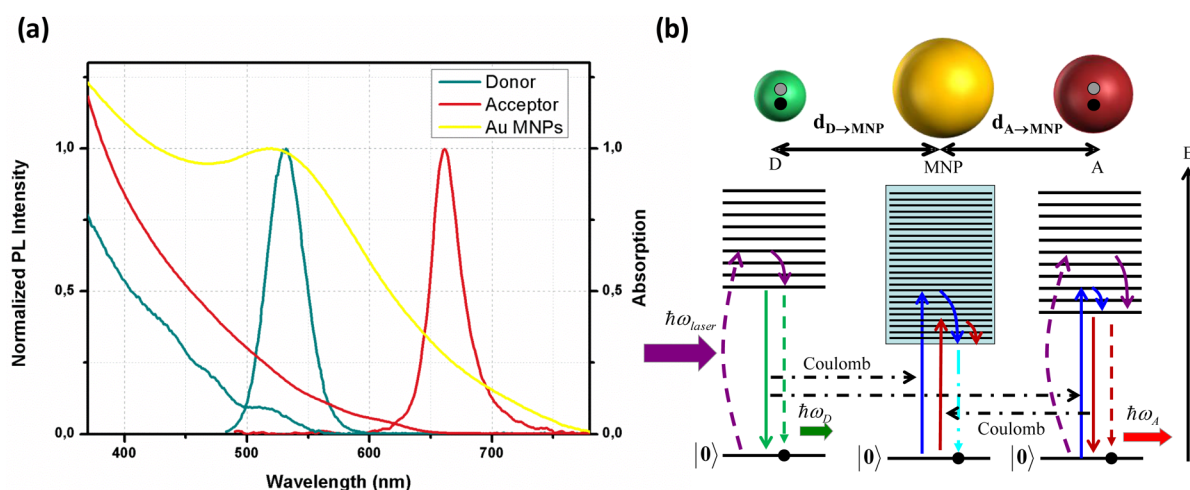 (a)
Normalized PL Intensity
1,0
0,5
0,0
400
500
600
700
Wavelength (nm)
Donor
Acceptor
Au MNPs
1,0
0,5
0,0
Absorption
(b)
d_D→MNP
d_A→MNP
D
MNP
A
E
ħω_laser
Coulomb
ħω_D
Coulomb
ħω_A
|0⟩
|0⟩
|0⟩